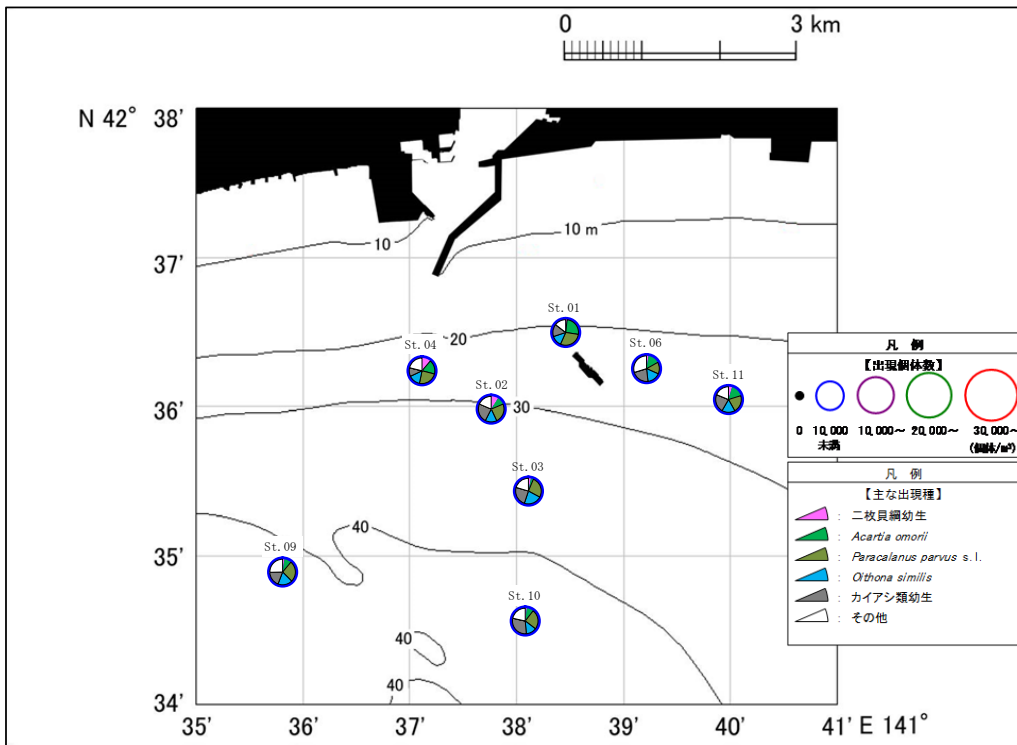 0 3 km
N 42° 38'
10
10 m
37'
St.01
20
St.04
St.06
St.02
St.11
36'
30
St.03
40
St.09
35'
St.10
40
40
34'
35' 36' 37' 38' 39' 40' 41' E 141°
凡 例
【出現個体数】
0 10,000 10,000～ 20,000～ 30,000～
未満 (個体/m³)
凡 例
【主な出現種】
: 二枚貝綱幼生
: Acartia omorii
: Paracalanus parvus s.l.
: Oithona similis
: カイアシ類幼生
: その他